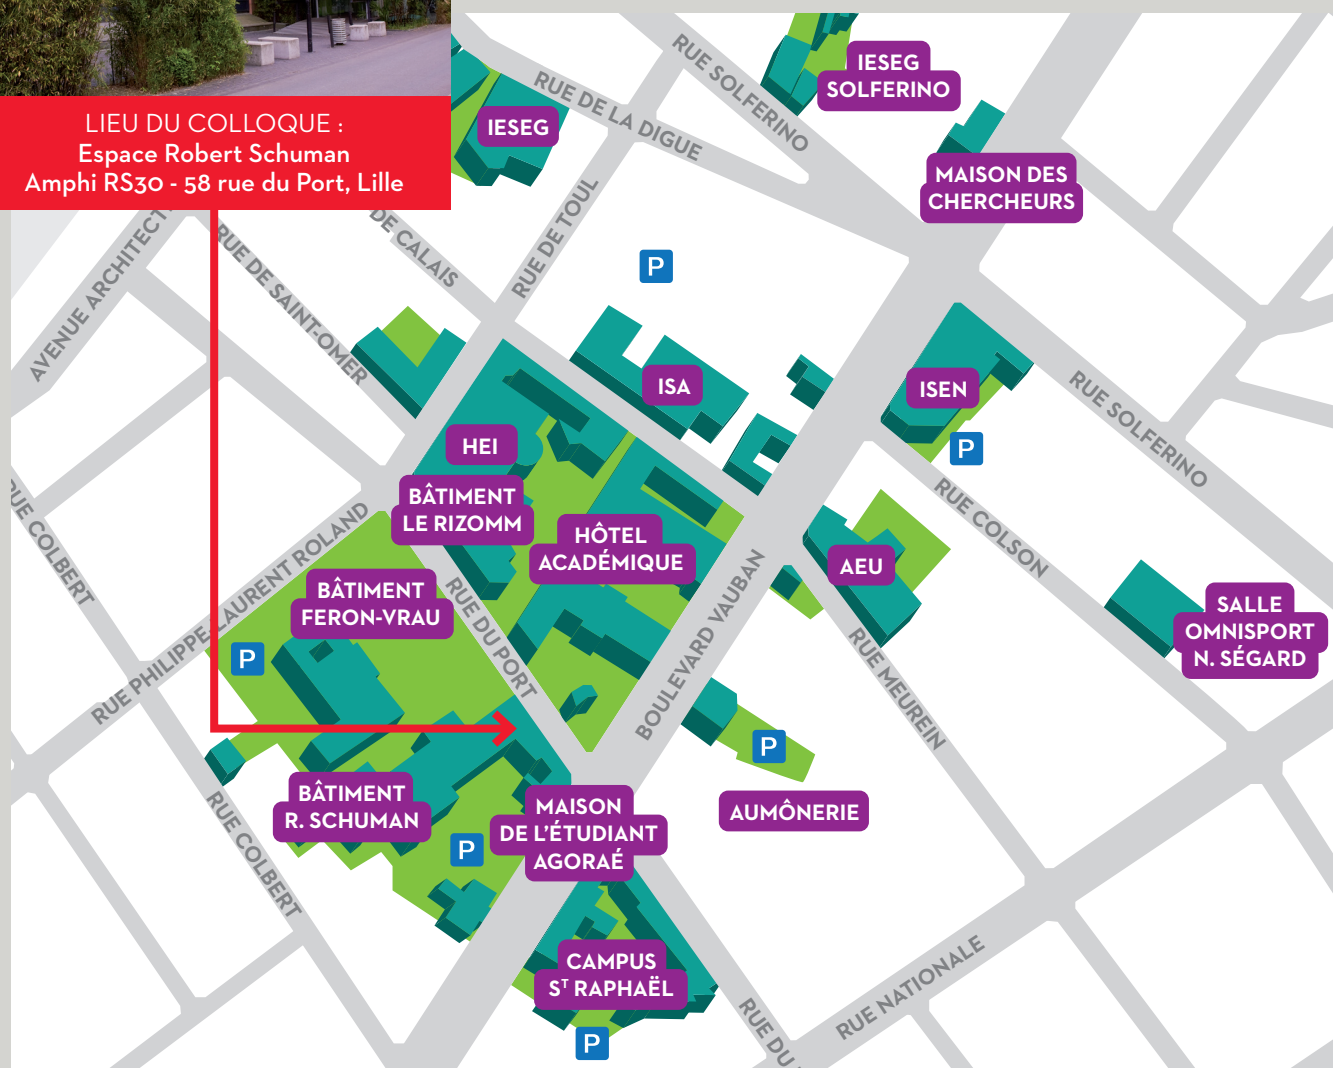 LIEU DU COLLOQUE :
Espace Robert Schuman
Amphi RS30 - 58 rue du Port, Lille
IESEG
SOLFERINO
RUE SOLFERINO
RUE DE LA DIGUE
IESEG
MAISON DES
CHERCHEURS
AVENUE ARCHITECT
RUE DE SAINT-OMER
DE CALAIS
RUE DE TOUL
P
ISA
ISEN
P
RUE SOLFERINO
HEI
BÂTIMENT
LE RIZOMM
HÔTEL
ACADÉMIQUE
RUE COLSON
AEU
RUE COLBERT
RUE PHILIPPE LAURENT ROLAND
BÂTIMENT
FERON-VRAU
P
RUE DU PORT
BOULEVARD VAUBAN
RUE MEUREIN
SALLE
OMNISPORT
N. SÉGARD
P
AUMÔNERIE
BÂTIMENT
R. SCHUMAN
RUE COLBERT
P
MAISON
DE L'ÉTUDIANT
AGORAÉ
CAMPUS
ST RAPHAËL
P
RUE DU
RUE NATIONALE